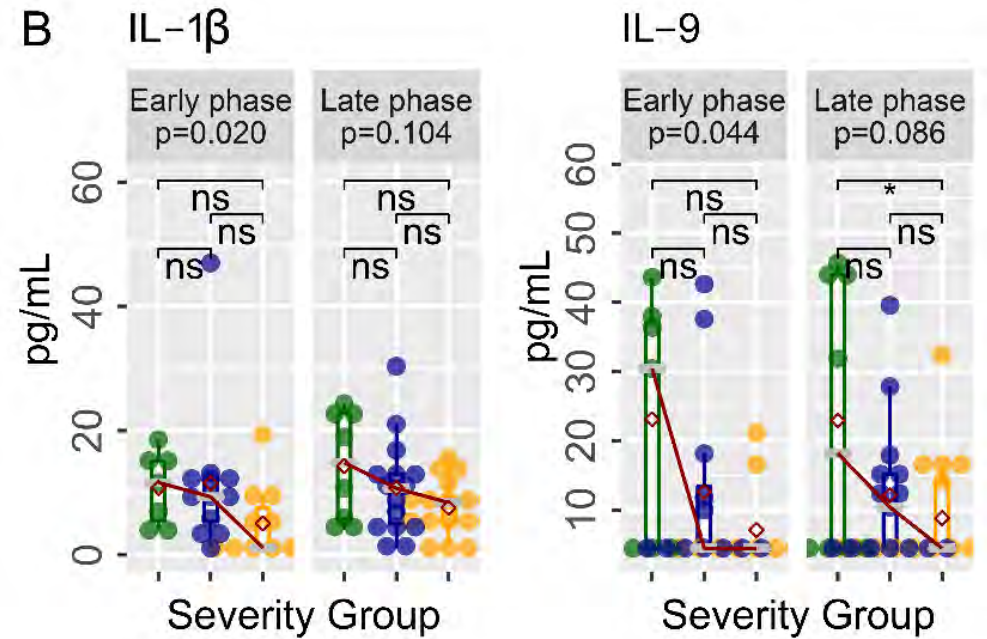 B IL−1β IL−9
Early phase Late phase Early phase Late phase
p=0.020 p=0.104 p=0.044 p=0.086
60 60
ns ns ns *
ns ns ns ns
50
ns ns ns ns
pg/mL pg/mL
40 40
30
20 20
10
0
Severity Group Severity Group